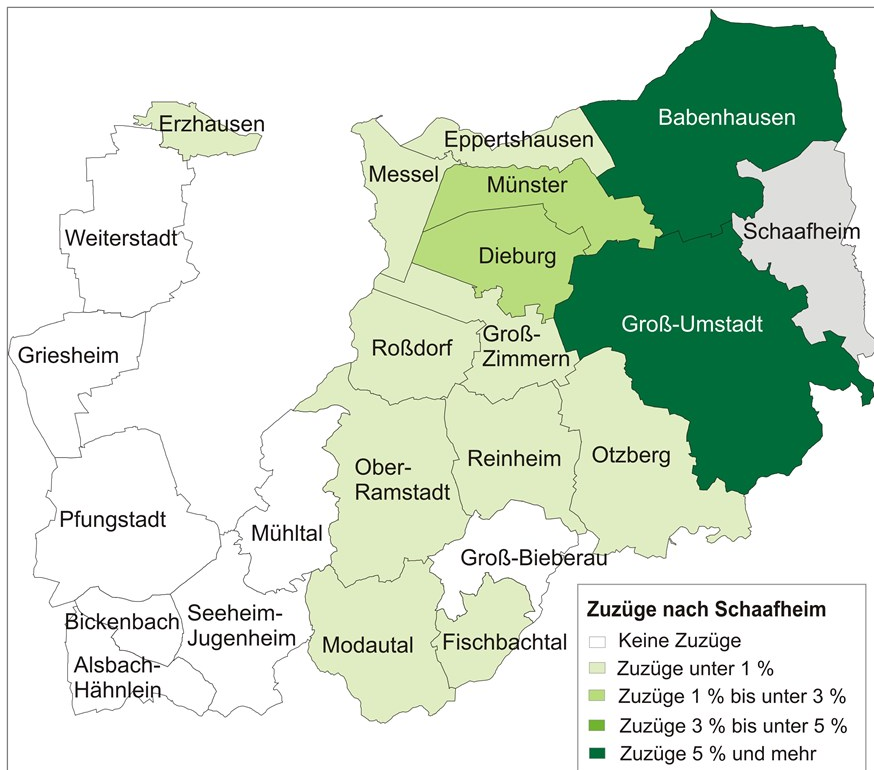 Erzhausen
Babenhausen
Eppertshausen
Messel
Münster
Weiterstadt
Schaafheim
Dieburg
Groß-Umstadt
Griesheim
Roßdorf
Groß-
Zimmern
Ober-
Ramstadt
Reinheim
Otzberg
Pfungstadt
Mühltal
Groß-Bieberau
Bickenbach
Seeheim-
Jugenheim
Modautal
Fischbachtal
Alsbach-
Hähnlein
Zuzüge nach Schaafheim
Keine Zuzüge
Zuzüge unter 1 %
Zuzüge 1 % bis unter 3 %
Zuzüge 3 % bis unter 5 %
Zuzüge 5 % und mehr